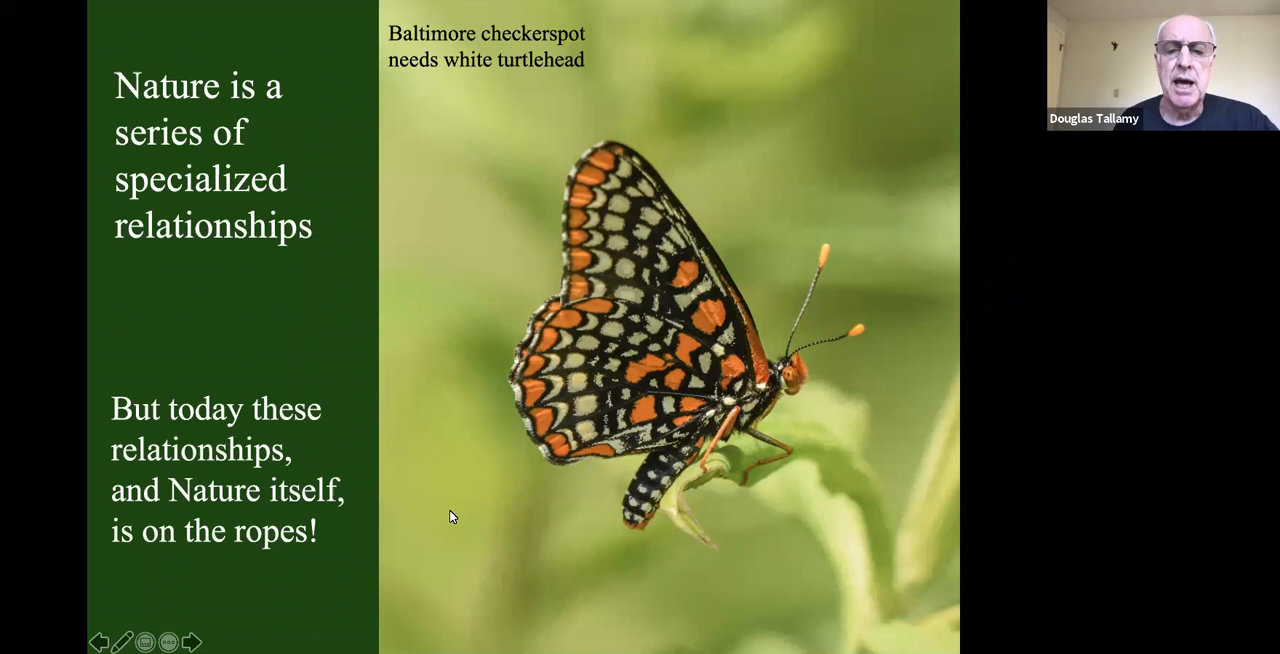 Nature is a
series of
specialized
relationships
But today these
relationships,
and Nature itself,
is on the ropes!
Baltimore checkerspot
needs white turtlehead
Douglas Tallamy